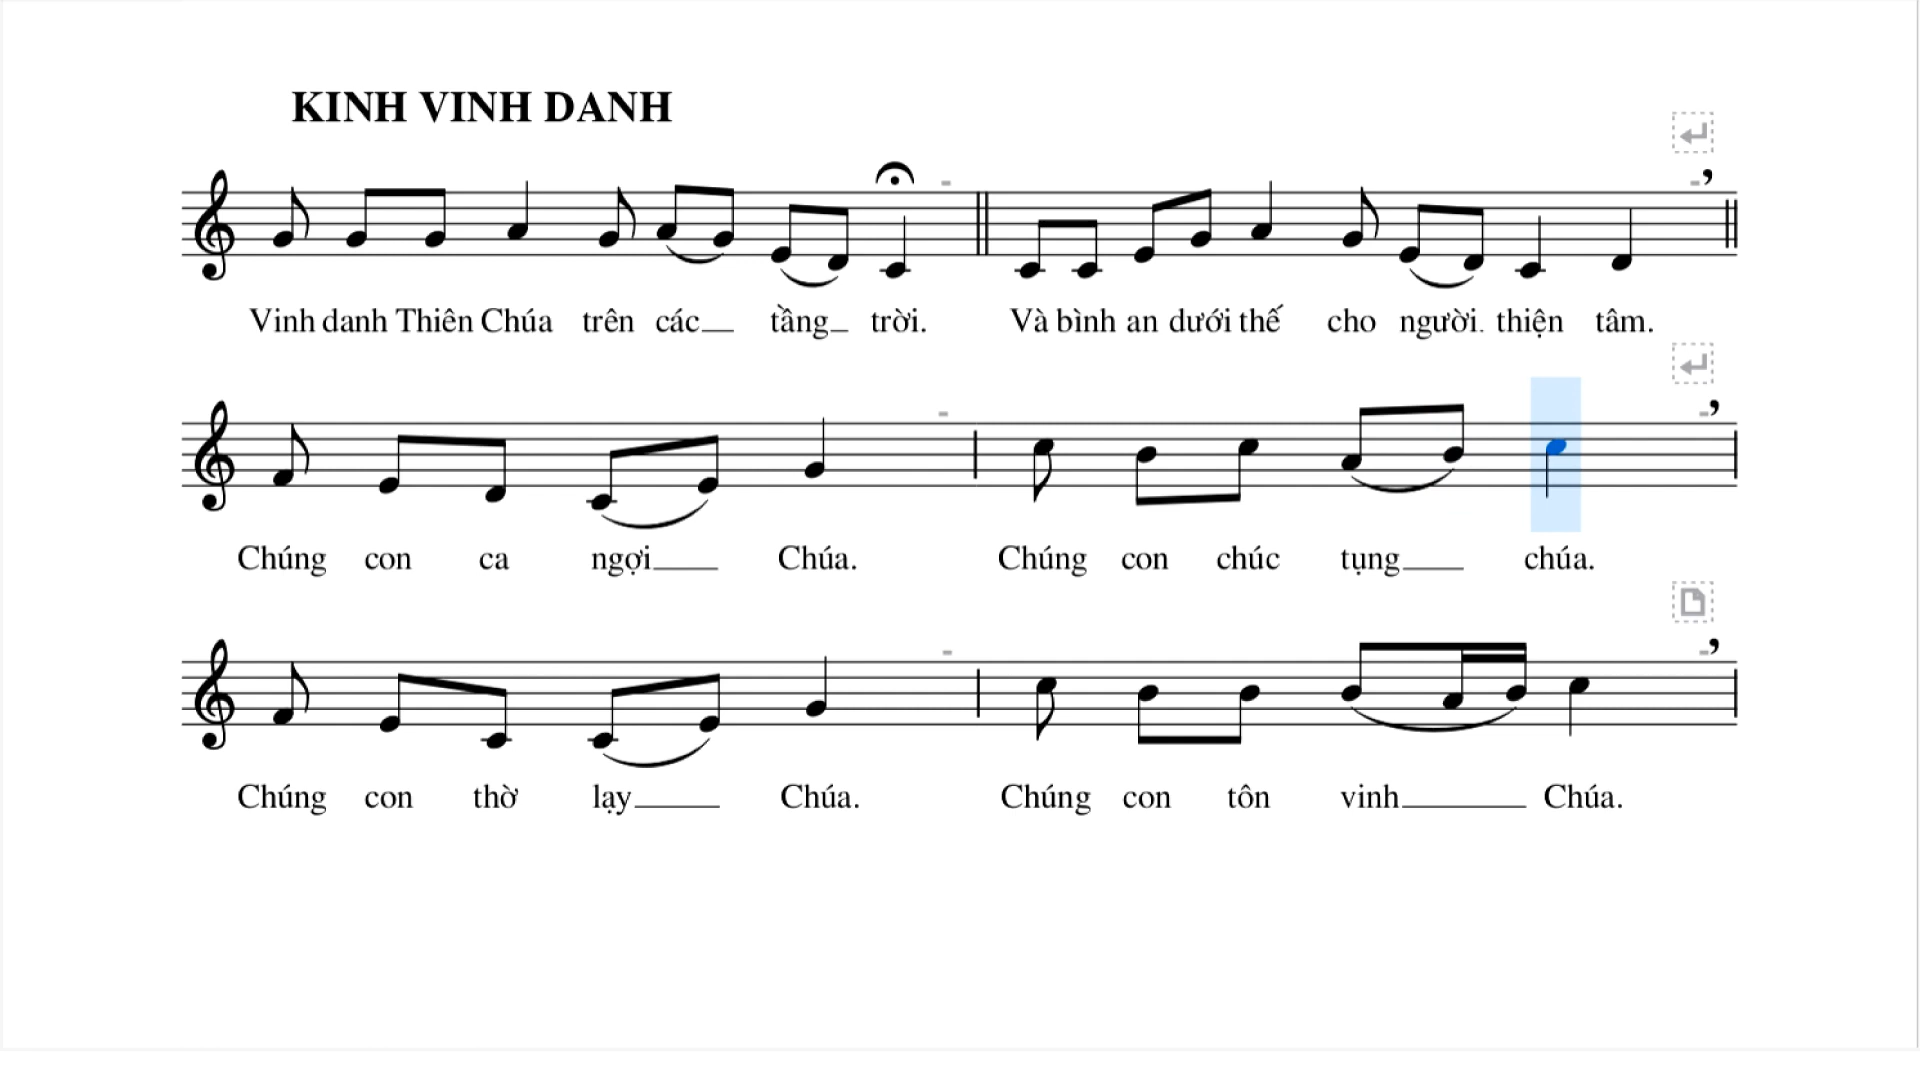 KINH VINH DANH
Vinh danh Thiên Chúa trên các tầng trời. Và bình an dưới thế cho người thiện tâm.
Chúng con ca ngợi Chúa. Chúng con chúc tụng chúa.
Chúng con thờ lạy Chúa. Chúng con tôn vinh Chúa.